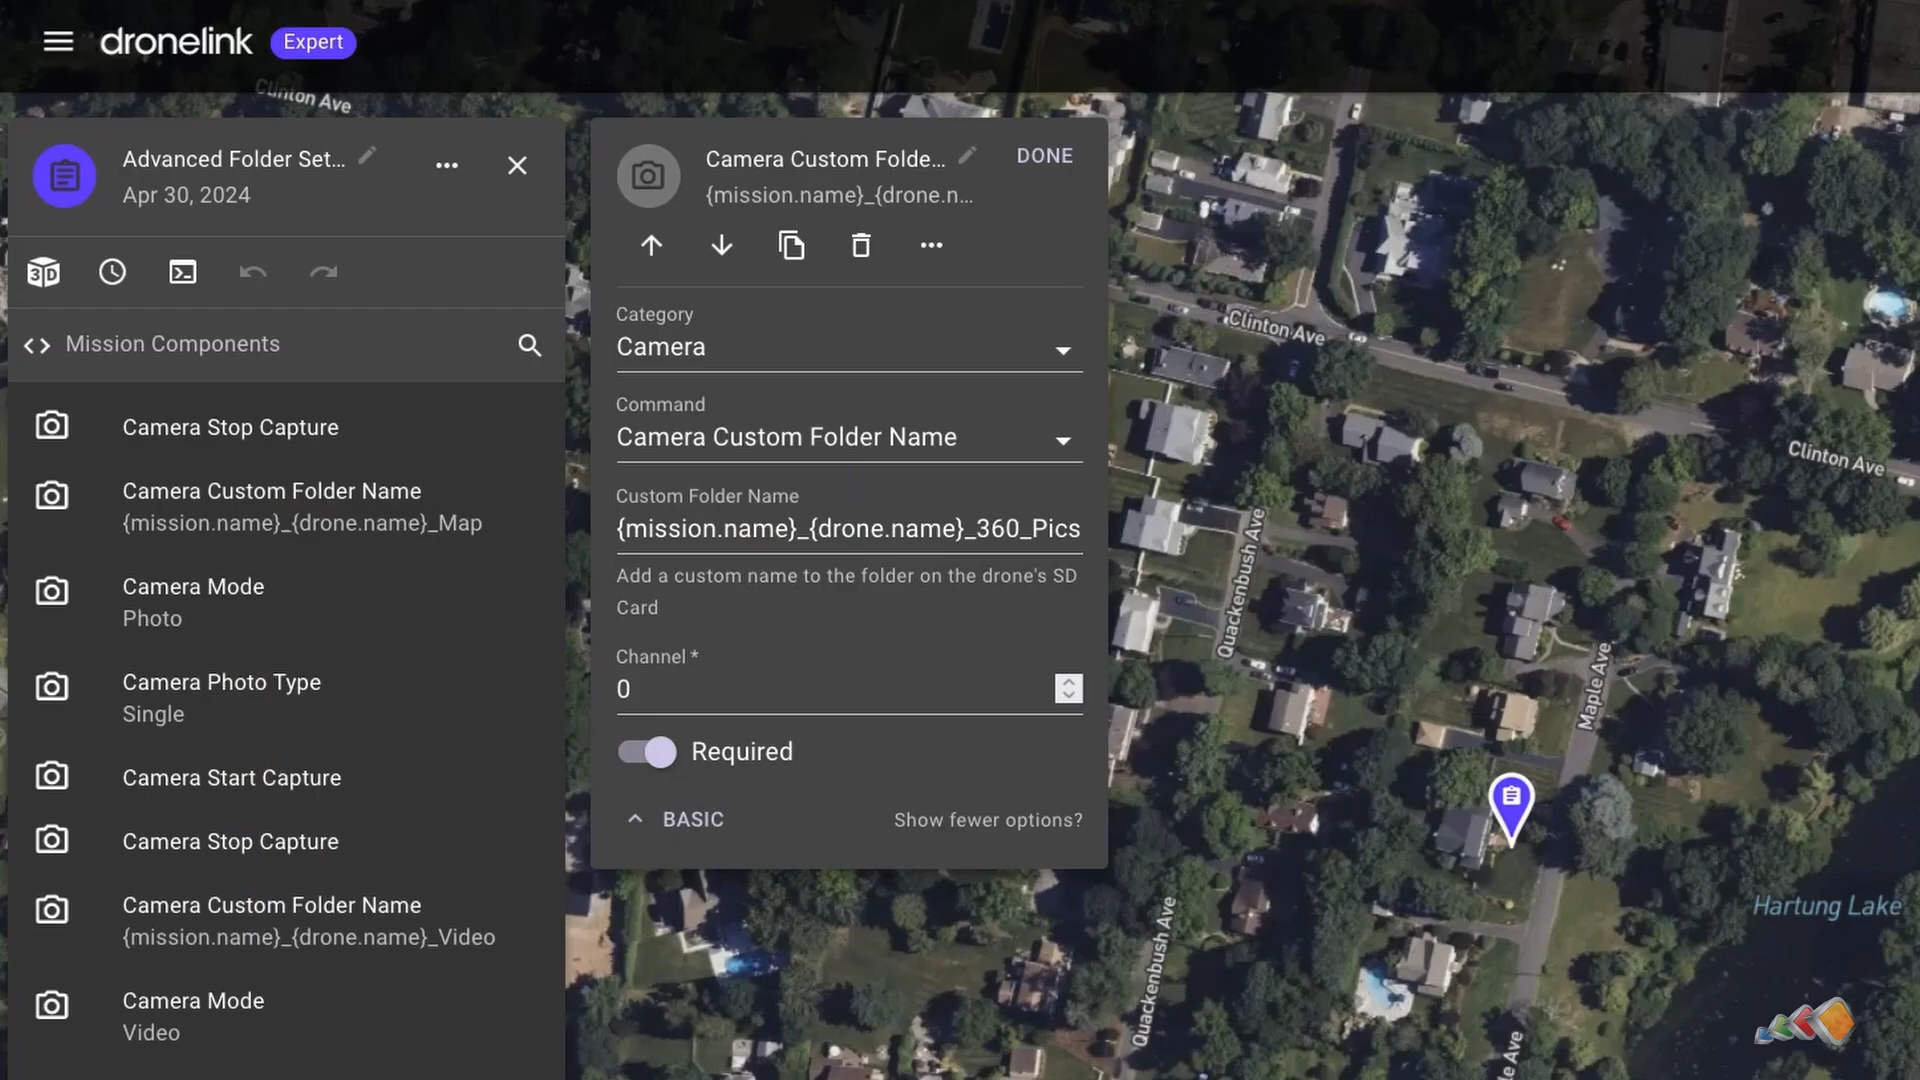 dronelink Expert
Clinton Ave
Advanced Folder Set...
Apr 30, 2024
3D
Mission Components
Camera Stop Capture
Camera Custom Folder Name
{mission.name}_{drone.name}_Map
Camera Mode
Photo
Camera Photo Type
Single
Camera Start Capture
Camera Stop Capture
Camera Custom Folder Name
{mission.name}_{drone.name}_Video
Camera Mode
Video
Camera Custom Folde...
{mission.name}_{drone.n...
DONE
Category
Camera
Command
Camera Custom Folder Name
Custom Folder Name
{mission.name}_{drone.name}_360_Pics
Add a custom name to the folder on the drone's SD
Card
Channel *
0
Required
BASIC
Show fewer options?
Clinton Ave
Clinton Ave
Quackenbush Ave
Maple Ave
Hartung Lake
Quackenbush Ave
le Ave